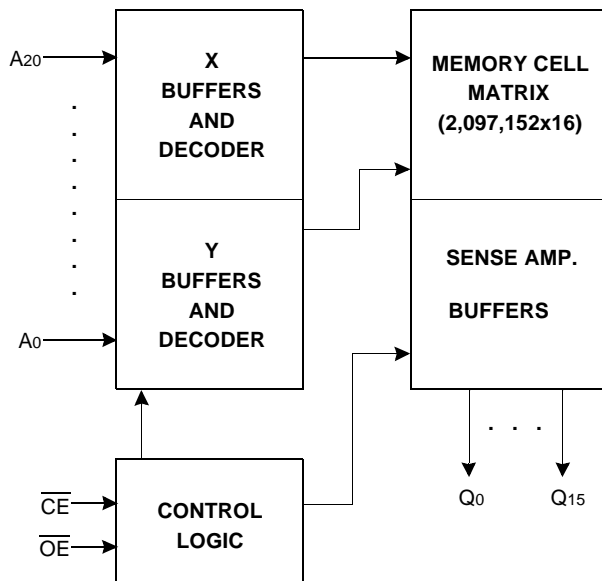 A20
X
BUFFERS
AND
DECODER
MEMORY CELL
MATRIX
(2,097,152x16)
Y
BUFFERS
AND
DECODER
A0
SENSE AMP.
BUFFERS
CE
OE
CONTROL
LOGIC
Q0
Q15